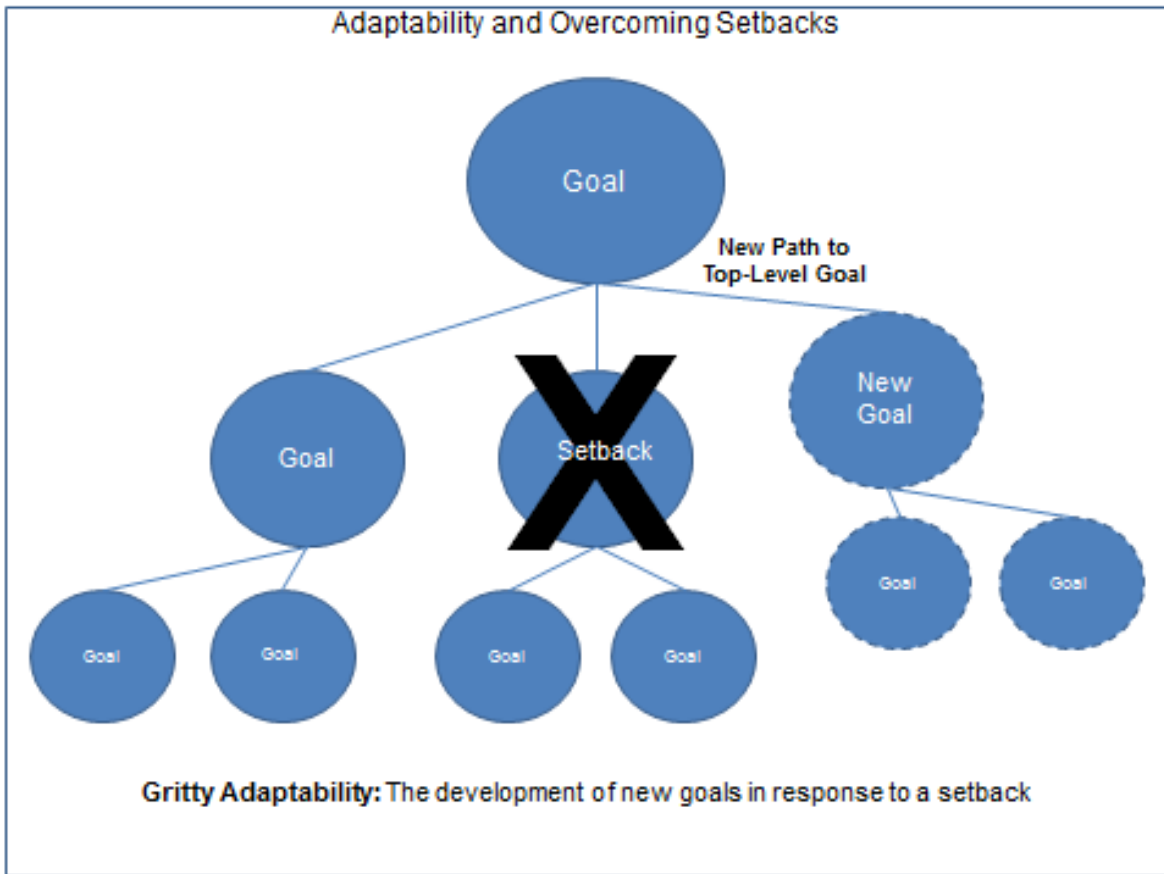 Adaptability and Overcoming Setbacks
Goal
New Path to
Top-Level Goal
New
Goal
Goal
Setback
Goal
Goal
Goal
Goal
Goal
Goal
Gritty Adaptability: The development of new goals in response to a setback